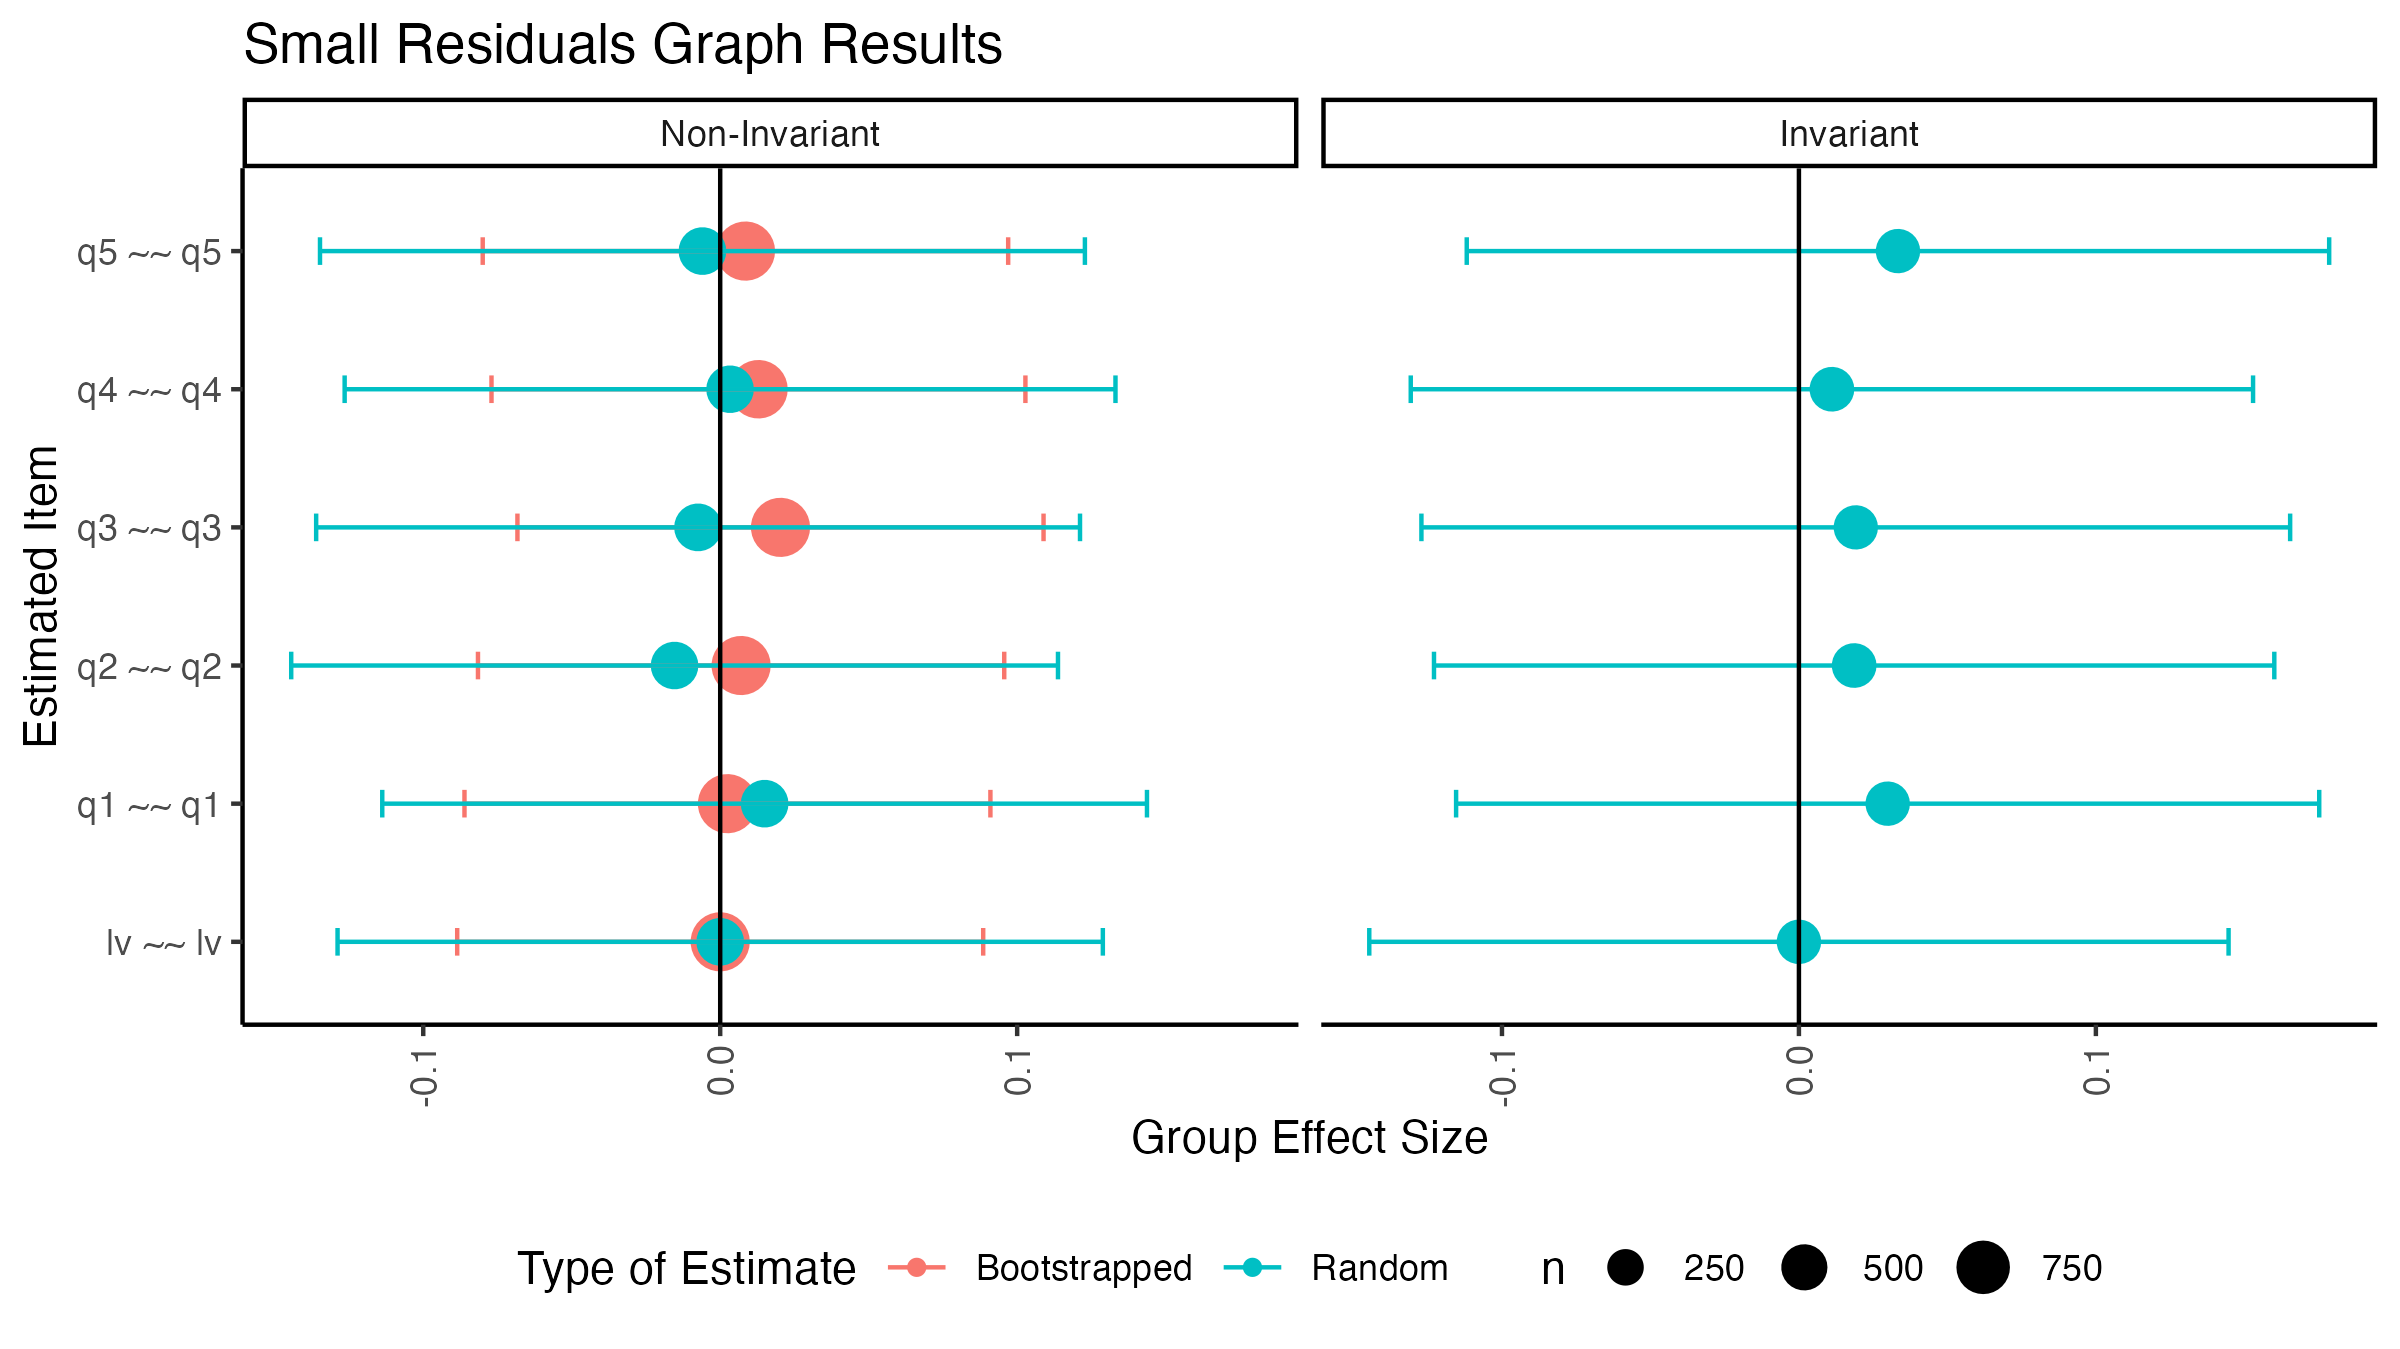 Small Residuals Graph Results
Non-Invariant
Invariant
Estimated Item
q5 ~~ q5
q4 ~~ q4
q3 ~~ q3
q2 ~~ q2
q1 ~~ q1
lv ~~ lv
-0.1
0.0
0.1
-0.1
0.0
0.1
Group Effect Size
Type of Estimate Bootstrapped Random n 250 500 750